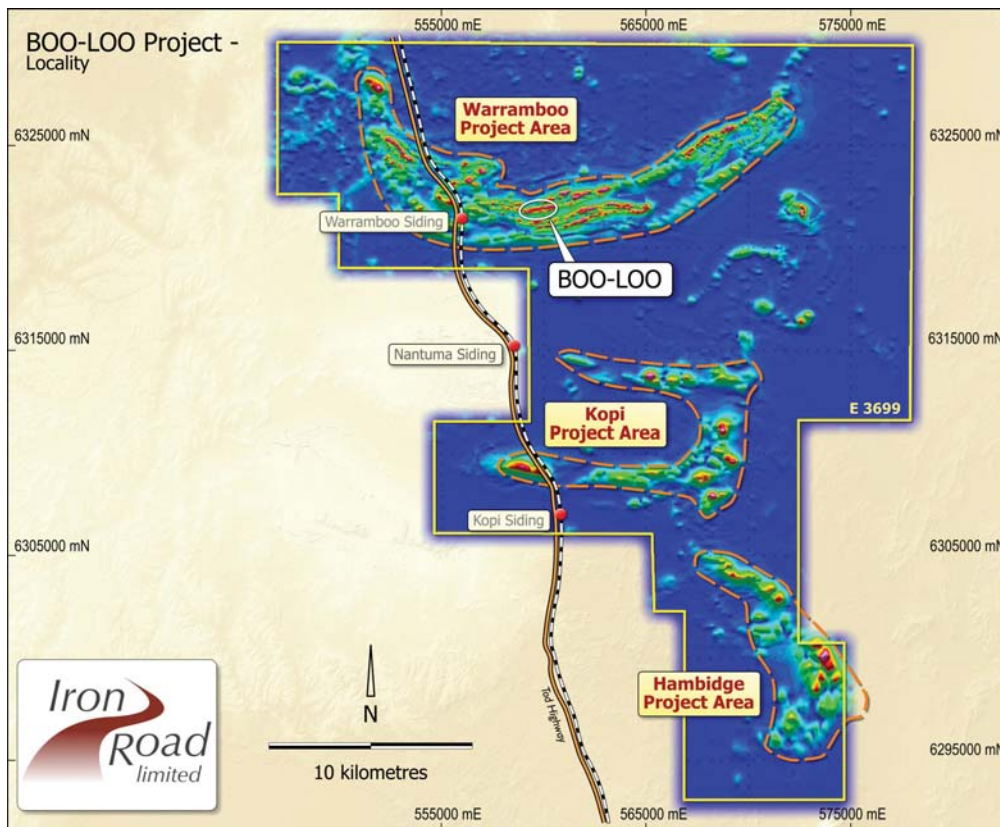 555000 mE
565000 mE
575000 mE
BOO-LOO Project -
Locality
Warramboo
Project Area
6325000 mN
6325000 mN
Warramboo Siding
BOO-LOO
6315000 mN
6315000 mN
Nantuma Siding
Kopi
Project Area
E 3699
Kopi Siding
6305000 mN
6305000 mN
Hambidge
Project Area
Iron
Road
limited
N
Tod Highway
10 kilometres
6295000 mN
555000 mE
565000 mE
575000 mE